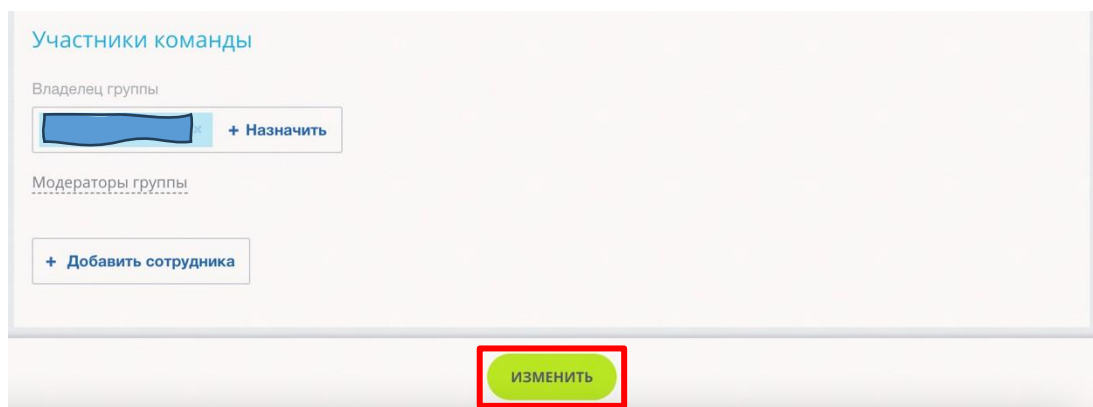 Участники команды
Владелец группы
× + Назначить
Модераторы группы
+ Добавить сотрудника
ИЗМЕНИТЬ